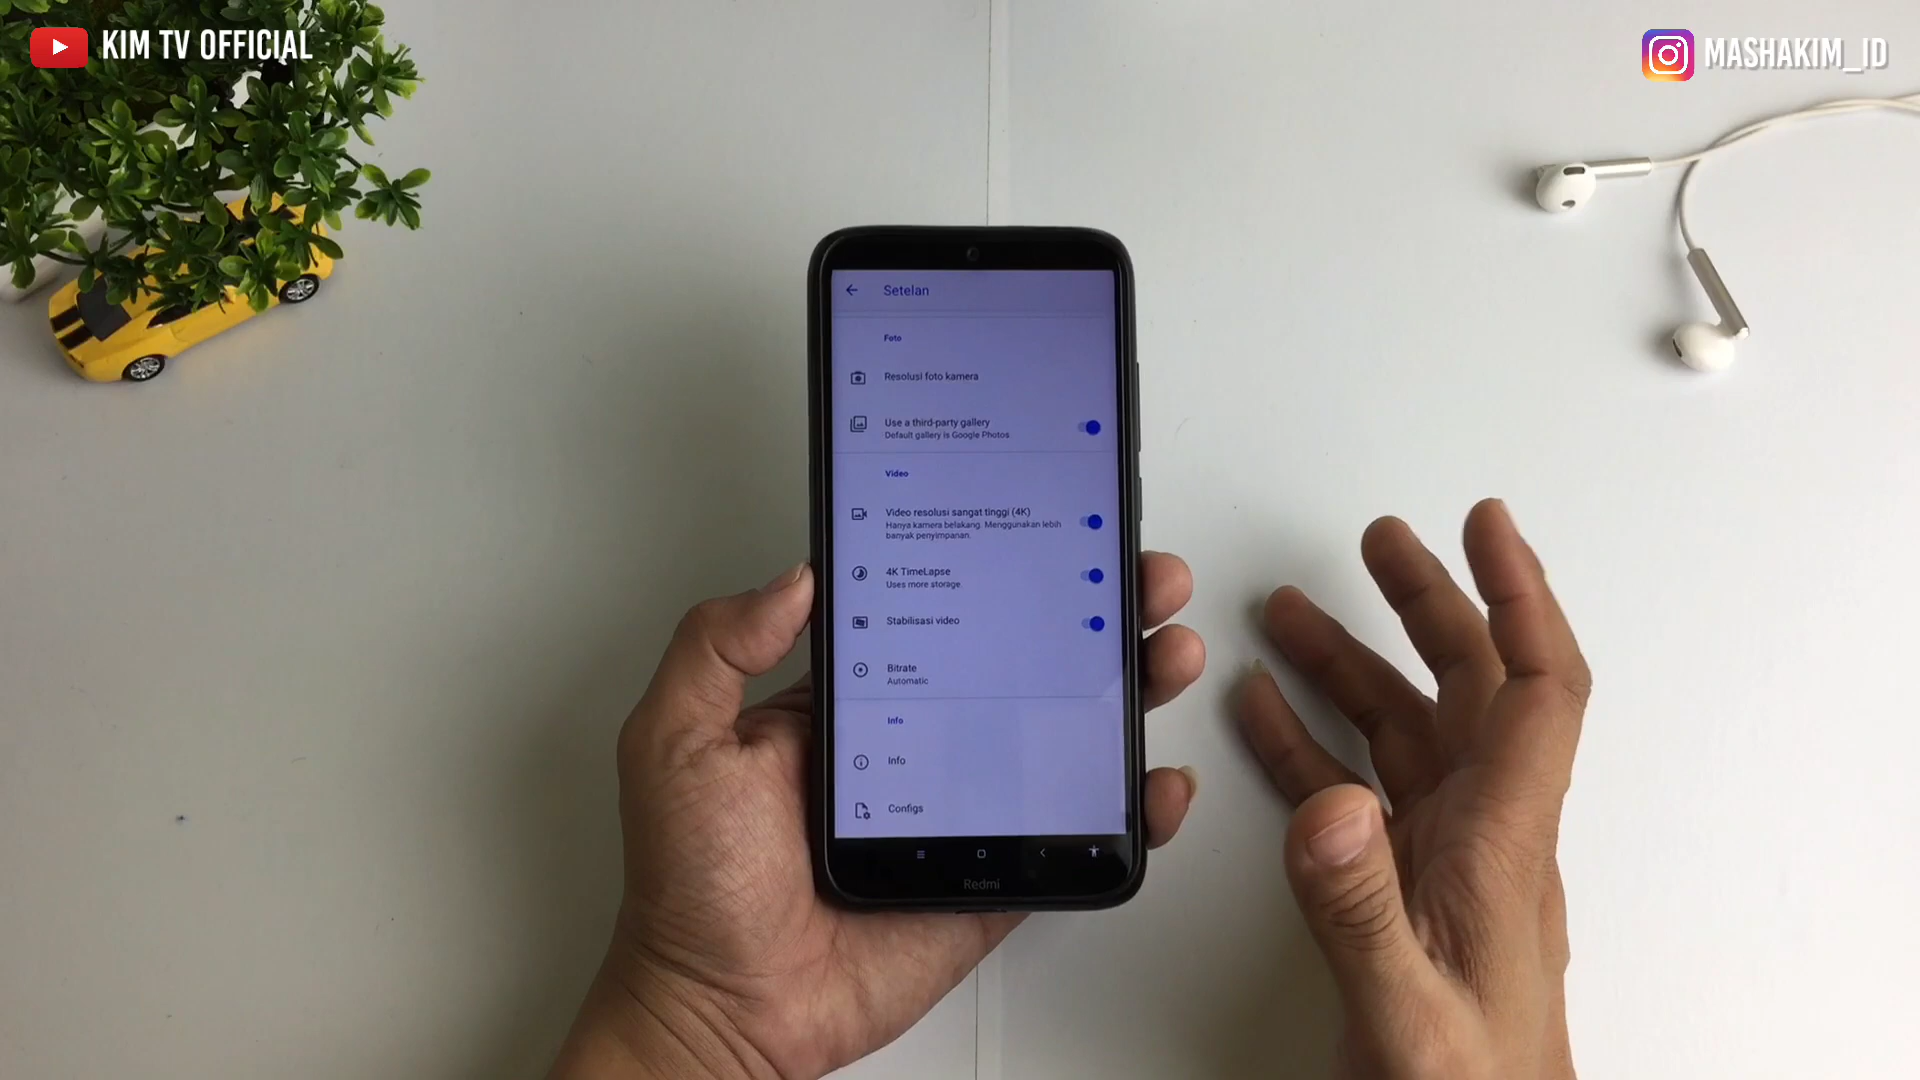 KIM TV OFFICIAL
MASHAKIM_ID
Setelan
Foto
Resolusi foto kamera
Use a third-party gallery
Default gallery is Google Photos.
Video
Video resolusi sangat tinggi (4K)
Hanya kamera belakang. Menggunakan lebih
banyak penyimpanan.
4K TimeLapse
Uses more storage.
Stabilisasi video
Bitrate
Automatic
Info
Info
Configs
Redmi